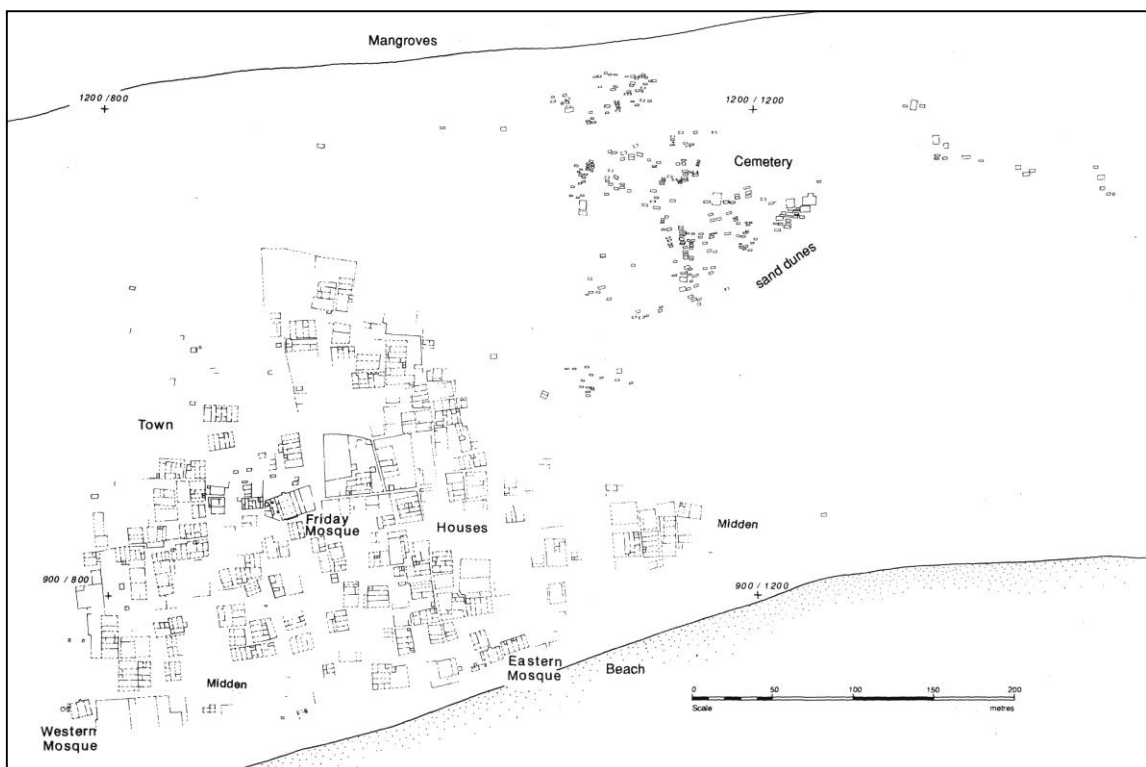 Mangroves
1200 /800
1200 / 1200
Cemetery
sand dunes
Town
Friday
Mosque
Houses
Midden
900 / 800
900 / 1200
Midden
Eastern
Mosque
Beach
0 50 100 150 200
Scale metres
Western
Mosque